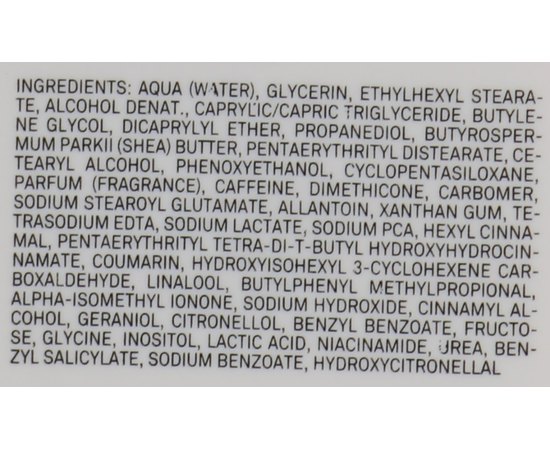 INGREDIENTS: AQUA (WATER), GLYCERIN, ETHYLHEXYL STEARA-
TE, ALCOHOL DENAT., CAPRYLIC/CAPRIC TRIGLYCERIDE, BUTYLE-
NE GLYCOL, DICAPRYLYL ETHER, PROPANEDIOL, BUTYROSPER-
MUM PARKII (SHEA) BUTTER, PENTAERYTHRITYL DISTEARATE, CE-
TEARYL ALCOHOL, PHENOXYETHANOL, CYCLOPENTASILOXANE,
PARFUM (FRAGRANCE), CAFFEINE, DIMETHICONE, CARBOMER,
SODIUM STEAROYL GLUTAMATE, ALLANTOIN, XANTHAN GUM, TE-
TRASODIUM EDTA, SODIUM LACTATE, SODIUM PCA, HEXYL CINNA-
MAL, PENTAERYTHRITYL TETRA-DI-T-BUTYL HYDROXYHYDROCIN-
NAMATE, COUMARIN, HYDROXYISOHEXYL 3-CYCLOHEXENE CAR-
BOXALDEHYDE, LINALOOL, BUTYLPHENYL METHYLPROPIONAL,
ALPHA-ISOMETHYL IONONE, SODIUM HYDROXIDE, CINNAMYL AL-
COHOL, GERANIOL, CITRONELLOL, BENZYL BENZOATE, FRUCTO-
SE, GLYCINE, INOSITOL, LACTIC ACID, NIACINAMIDE, UREA, BEN-
ZYL SALICYLATE, SODIUM BENZOATE, HYDROXYCITRONELLAL